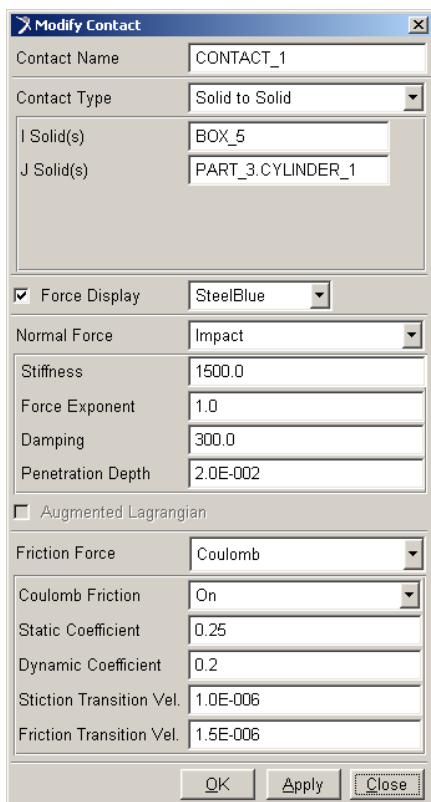 Modify Contact
Contact Name CONTACT_1
Contact Type Solid to Solid
I Solid(s) BOX_5
J Solid(s) PART_3.CYLINDER_1
Force Display SteelBlue
Normal Force Impact
Stiffness 1500.0
Force Exponent 1.0
Damping 300.0
Penetration Depth 2.0E-002
Augmented Lagrangian
Friction Force Coulomb
Coulomb Friction On
Static Coefficient 0.25
Dynamic Coefficient 0.2
Stiction Transition Vel. 1.0E-006
Friction Transition Vel. 1.5E-006
OK Apply Close